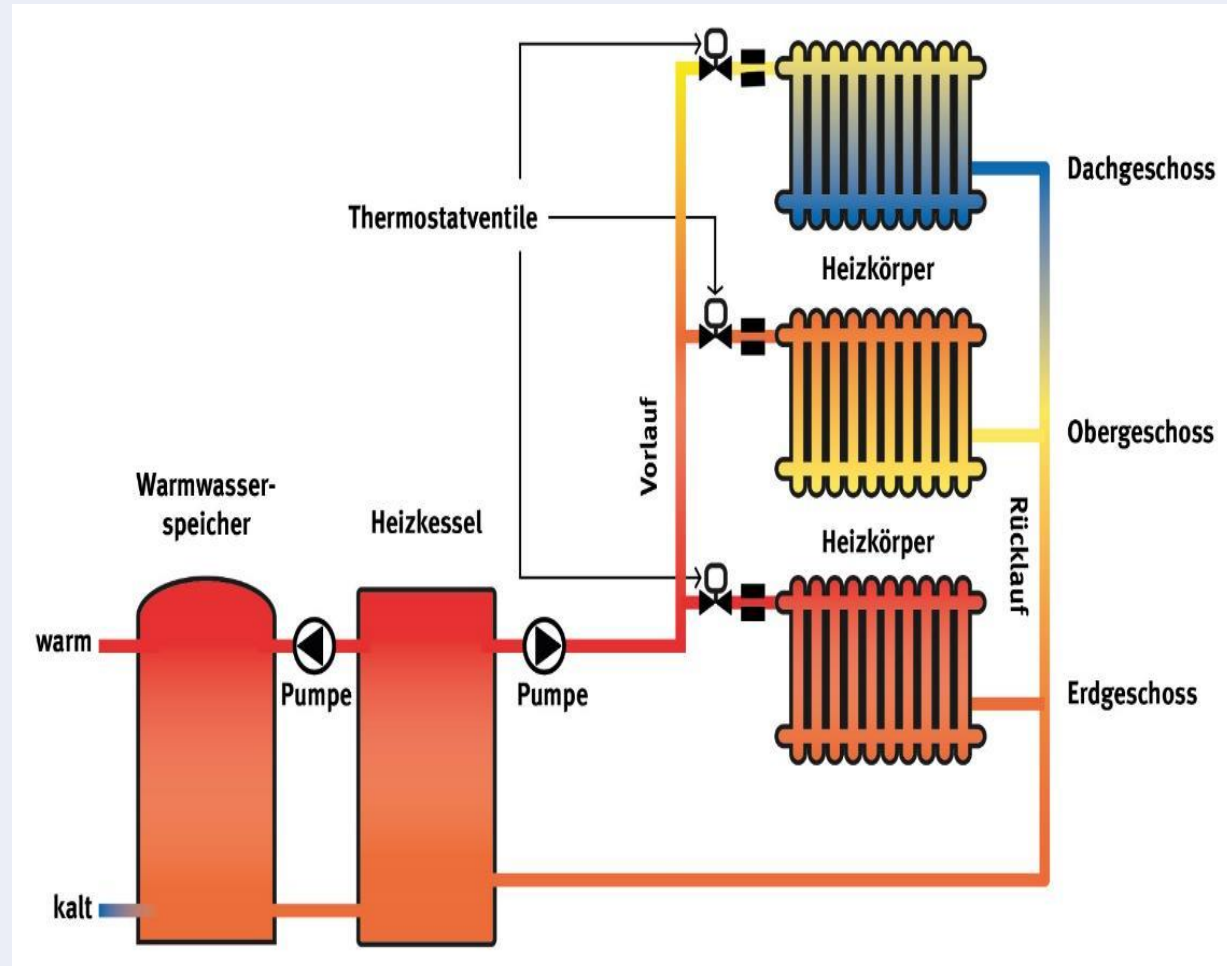 Dachgeschoss
Thermostatventile
Heizkörper
Vorlauf
Obergeschoss
Warmwasser-
speicher
Heizkessel
Rücklauf
Heizkörper
warm
Pumpe
Pumpe
Erdgeschoss
kalt